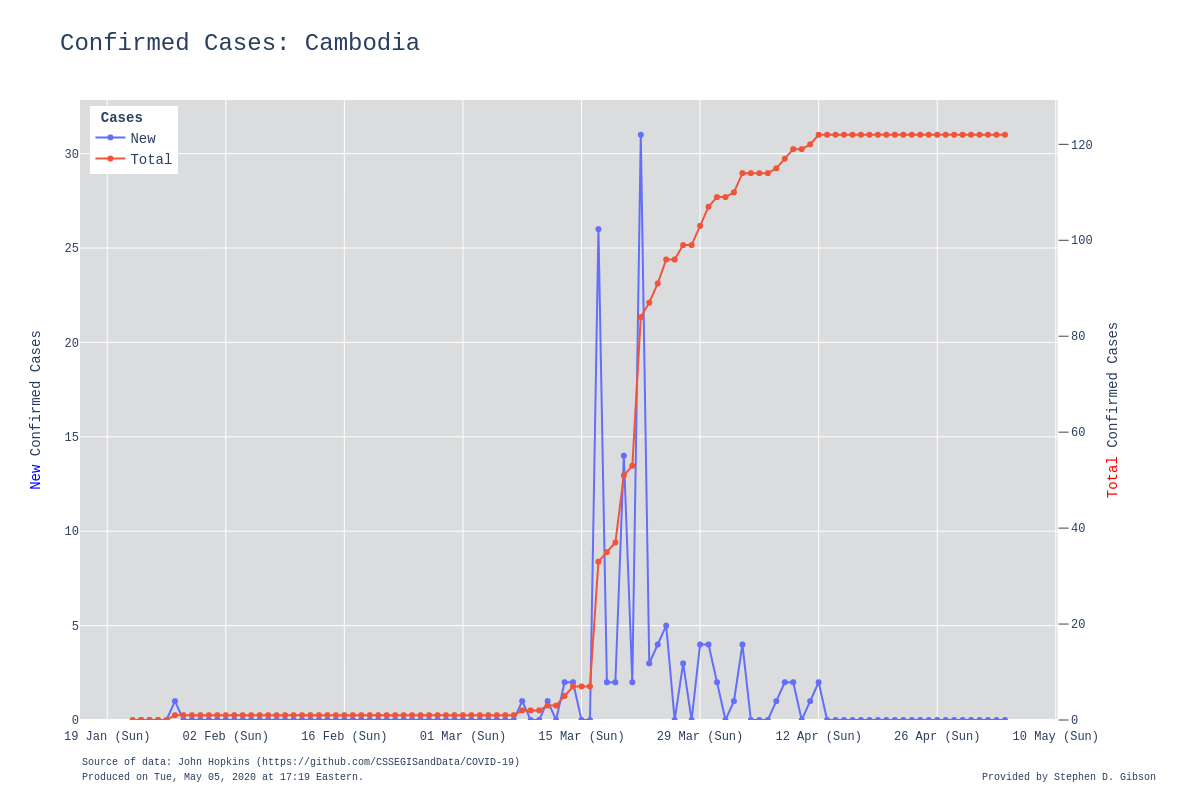 Confirmed Cases: Cambodia
Cases
New
Total
30
25
20
15
10
5
0
120
100
80
60
40
20
0
New Confirmed Cases
Total Confirmed Cases
19 Jan (Sun) 02 Feb (Sun) 16 Feb (Sun) 01 Mar (Sun) 15 Mar (Sun) 29 Mar (Sun) 12 Apr (Sun) 26 Apr (Sun) 10 May (Sun)
Source of data: John Hopkins (https://github.com/CSSEGISandData/COVID-19)
Produced on Tue, May 05, 2020 at 17:19 Eastern.
Provided by Stephen D. Gibson